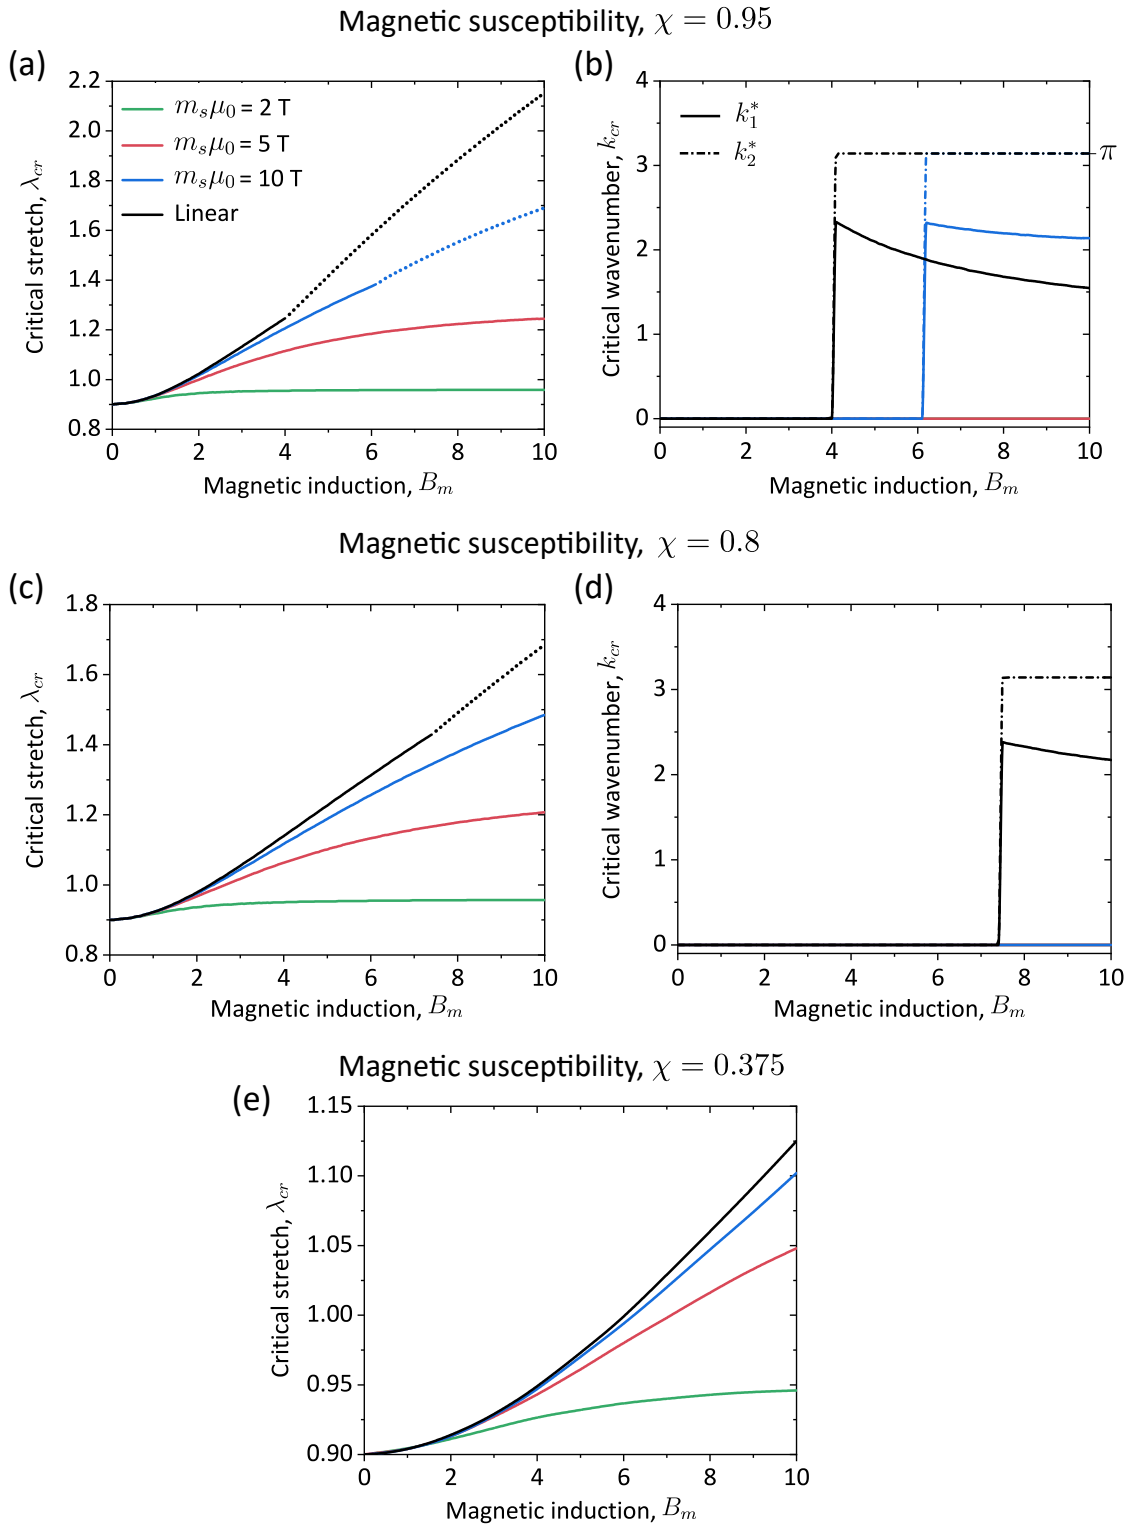 Magnetic susceptibility, χ = 0.95
(a)
2.2
2.0
1.8
1.6
1.4
1.2
1.0
0.8
Critical stretch, λcr
msμ0 = 2 T
msμ0 = 5 T
msμ0 = 10 T
Linear
0 2 4 6 8 10
Magnetic induction, Bm
(b)
4
3
2
1
0
Critical wavenumber, kcr
k1*
k2*
π
0 2 4 6 8 10
Magnetic induction, Bm
Magnetic susceptibility, χ = 0.8
(c)
1.8
1.6
1.4
1.2
1.0
0.8
Critical stretch, λcr
0 2 4 6 8 10
Magnetic induction, Bm
(d)
4
3
2
1
0
Critical wavenumber, kcr
0 2 4 6 8 10
Magnetic induction, Bm
Magnetic susceptibility, χ = 0.375
(e)
1.15
1.10
1.05
1.00
0.95
0.90
Critical stretch, λcr
0 2 4 6 8 10
Magnetic induction, Bm